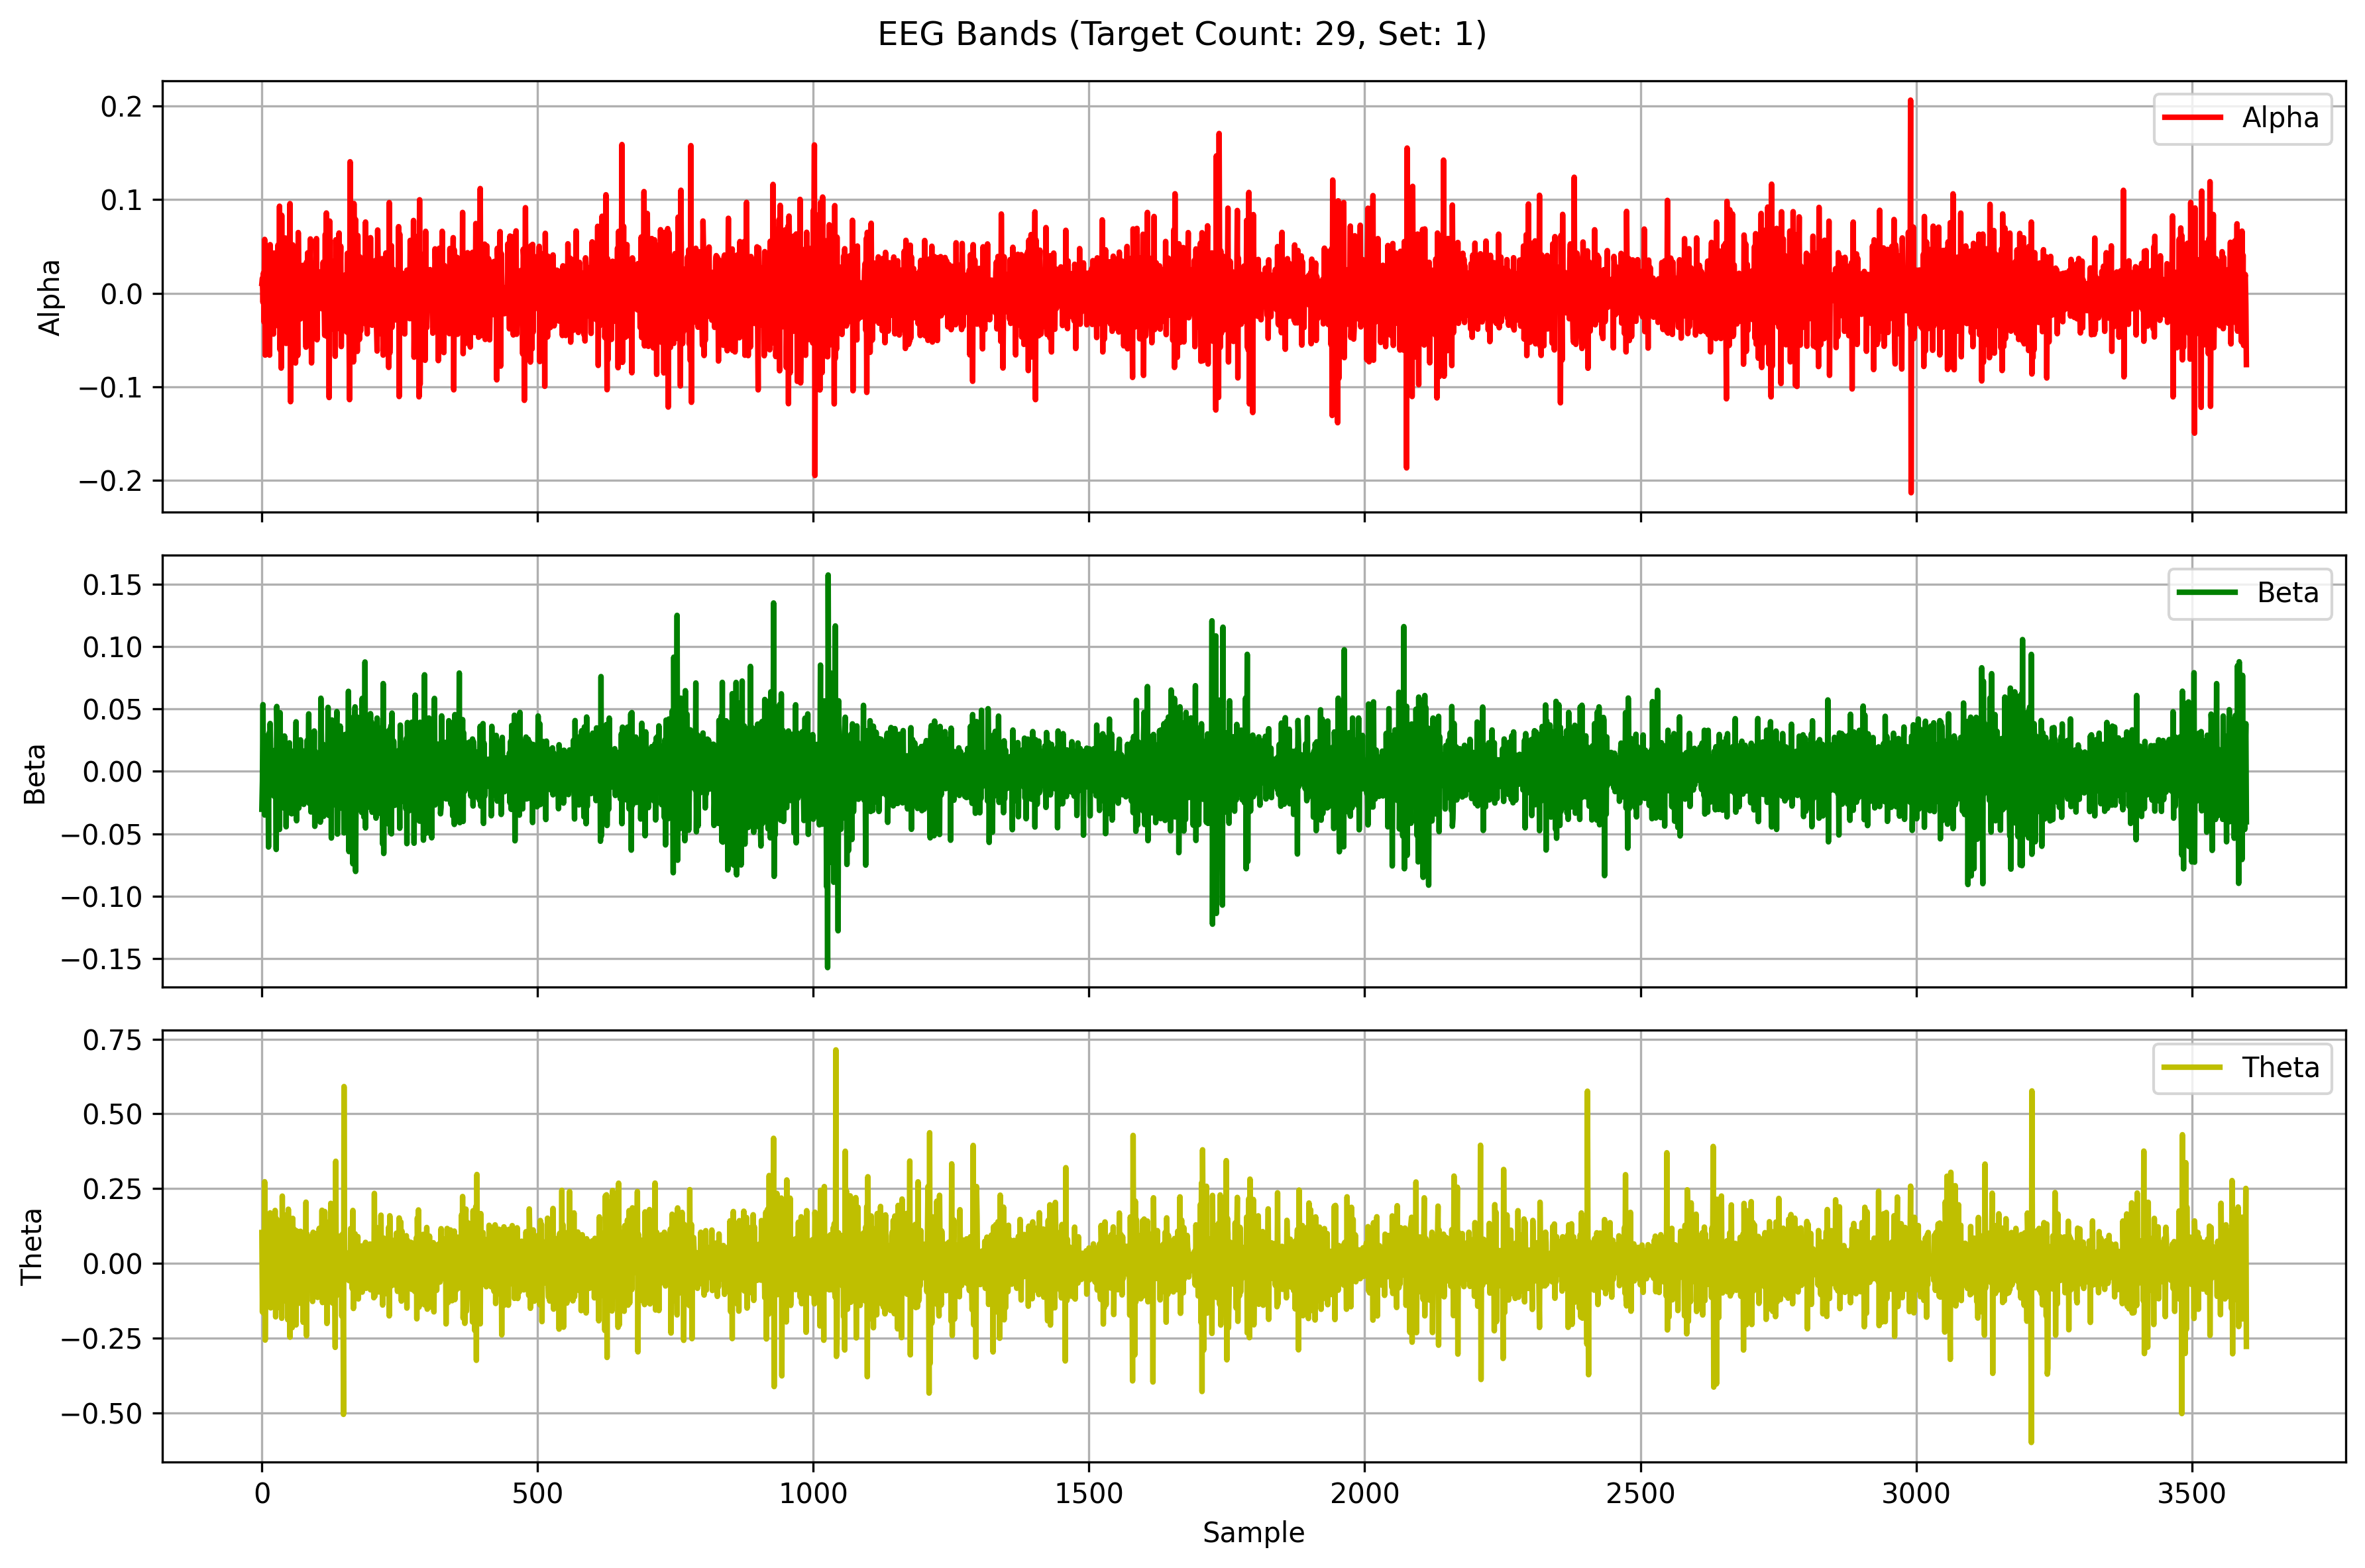 EEG Bands (Target Count: 29, Set: 1)
0.2
0.1
0.0
−0.1
−0.2
Alpha
Alpha
0.15
0.10
0.05
0.00
−0.05
−0.10
−0.15
Beta
Beta
0.75
0.50
0.25
0.00
−0.25
−0.50
Theta
Theta
0 500 1000 1500 2000 2500 3000 3500
Sample